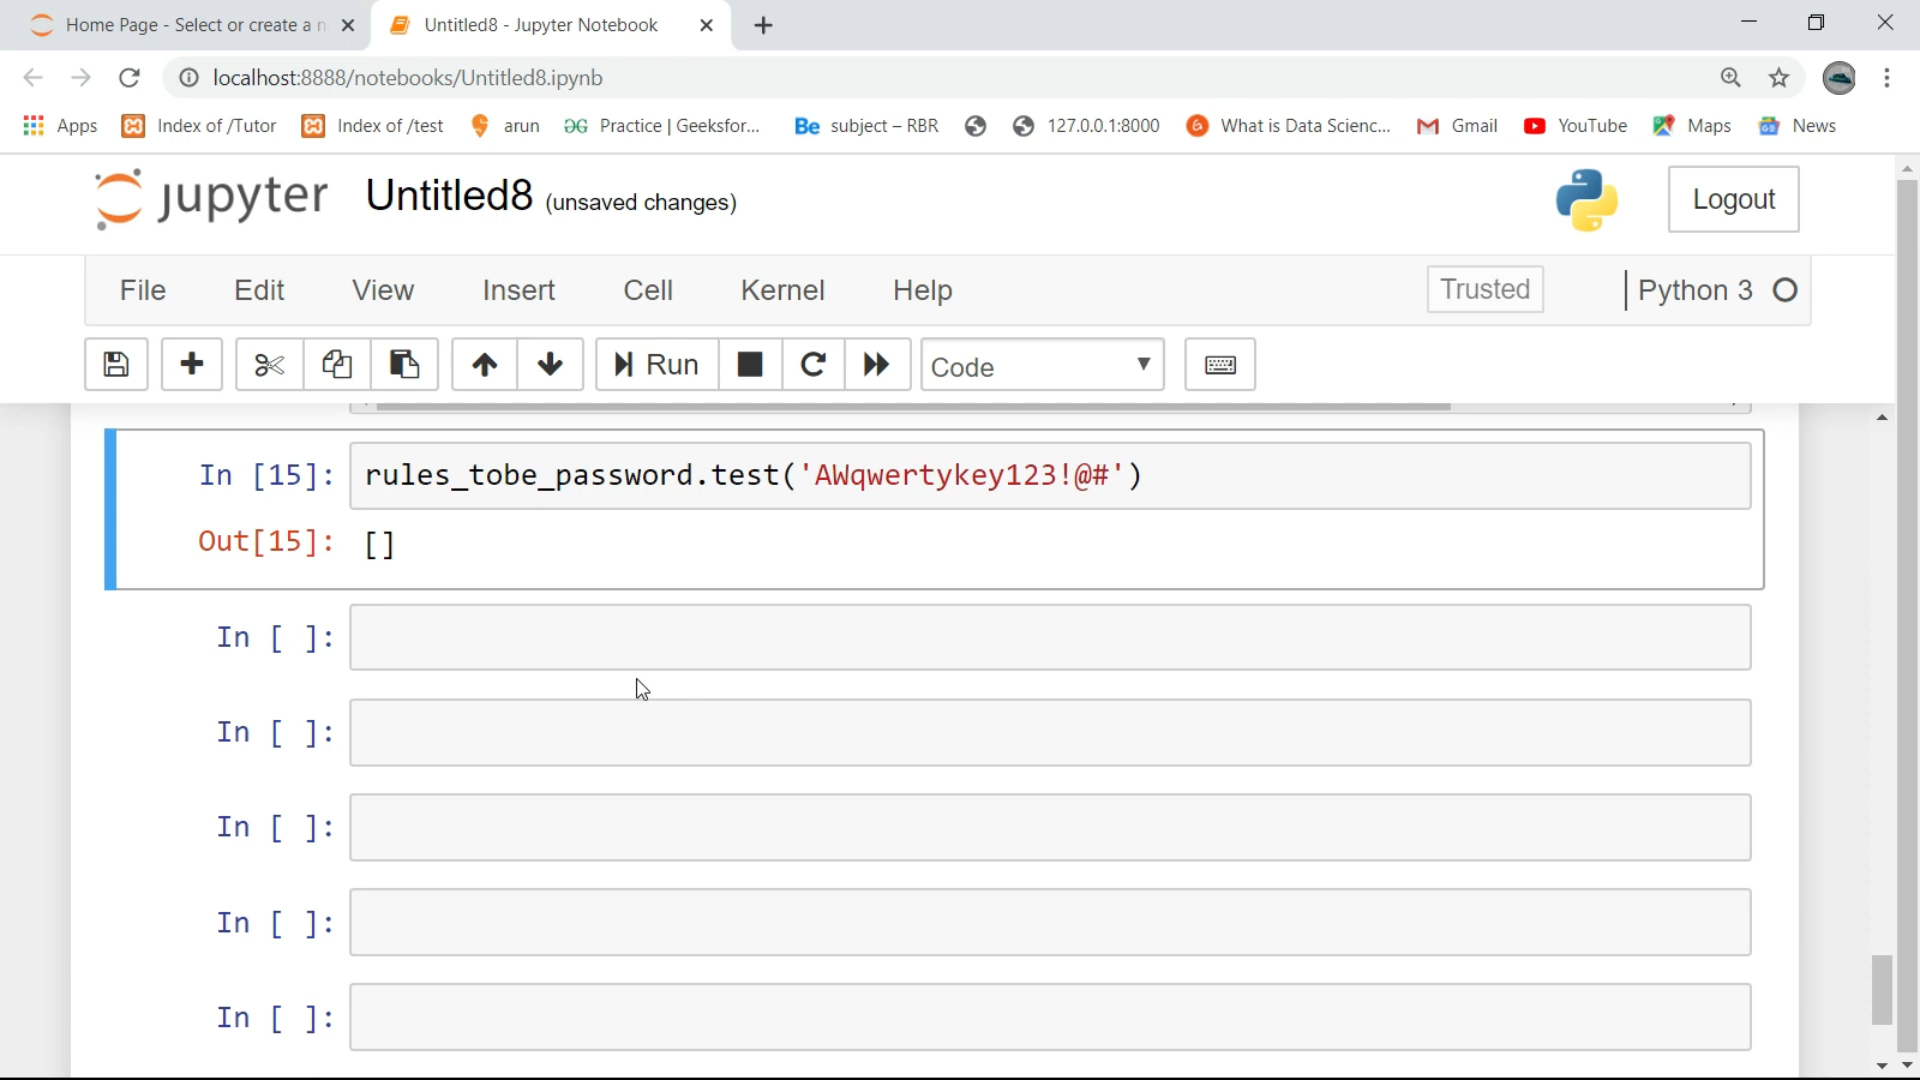 Home Page - Select or create a n
Untitled8 - Jupyter Notebook
localhost:8888/notebooks/Untitled8.ipynb
Apps
Index of /Tutor
Index of /test
arun
Practice | Geeksfor...
Be subject – RBR
127.0.0.1:8000
What is Data Scienc...
Gmail
YouTube
Maps
News
jupyter Untitled8 (unsaved changes)
Logout
File Edit View Insert Cell Kernel Help
Trusted
Python 3
Run
Code
In [15]: rules_tobe_password.test('AWqwertykey123!@#')
Out[15]: []
In [ ]:
In [ ]:
In [ ]:
In [ ]:
In [ ]: